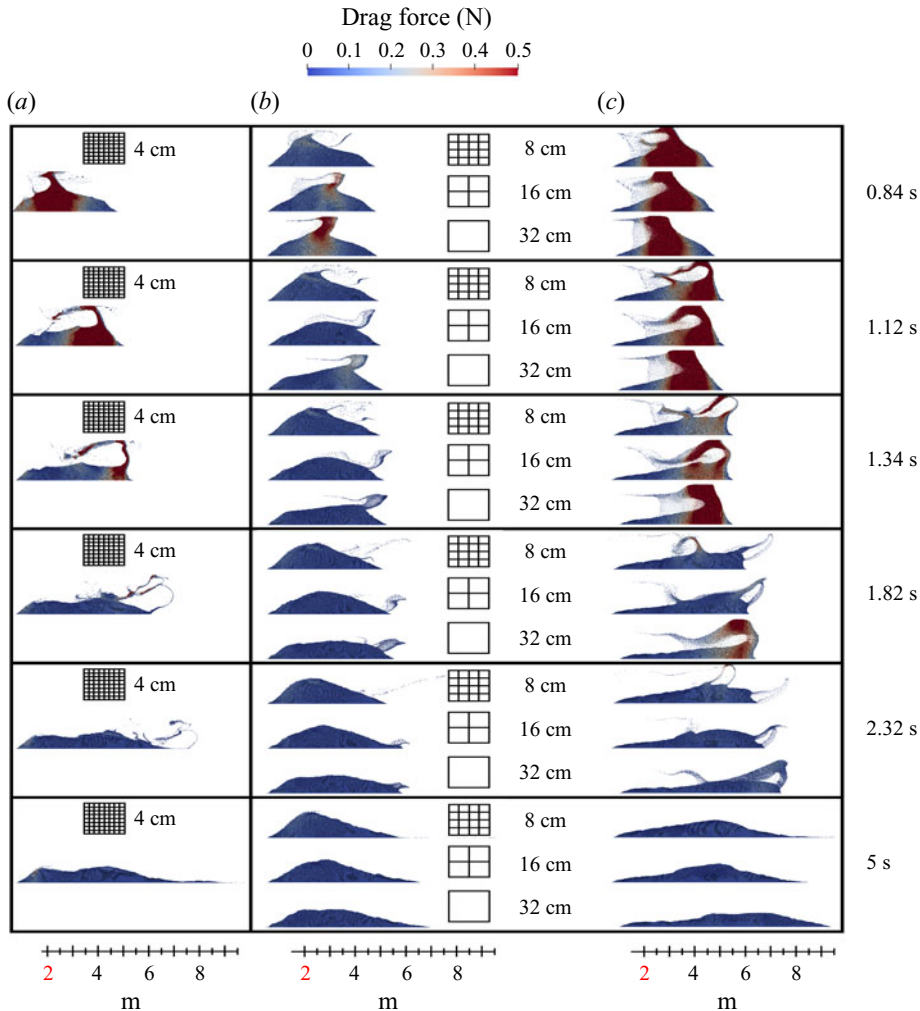 Drag force (N)
0 0.1 0.2 0.3 0.4 0.5
(a) (b) (c)
4 cm 8 cm
16 cm 0.84 s
32 cm
4 cm 8 cm
16 cm 1.12 s
32 cm
4 cm 8 cm
16 cm 1.34 s
32 cm
4 cm 8 cm
16 cm 1.82 s
32 cm
4 cm 8 cm
16 cm 2.32 s
32 cm
4 cm 8 cm
16 cm 5 s
32 cm
2 4 6 8 2 4 6 8 2 4 6 8
m m m